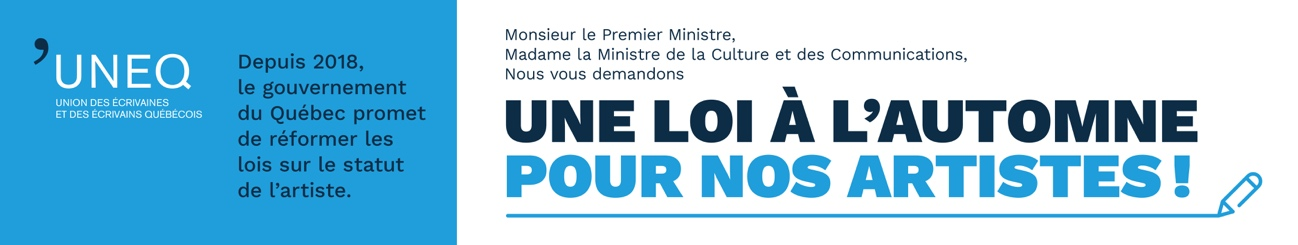 ’UNEQ
UNION DES ÉCRIVAINES
ET DES ÉCRIVAINS QUÉBÉCOIS
Depuis 2018,
le gouvernement
du Québec promet
de réformer les
lois sur le statut
de l’artiste.
Monsieur le Premier Ministre,
Madame la Ministre de la Culture et des Communications,
Nous vous demandons
UNE LOI À L’AUTOMNE
POUR NOS ARTISTES !